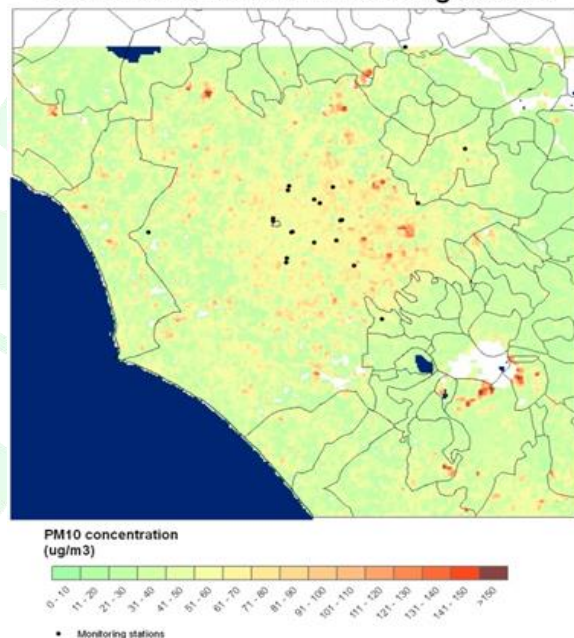 PM10 concentration
(ug/m3)
0 - 10
11 - 20
21 - 30
31 - 40
41 - 50
51 - 60
61 - 70
71 - 80
81 - 90
91 - 100
101 - 110
111 - 120
121 - 130
131 - 140
141 - 150
>150
Monitoring stations